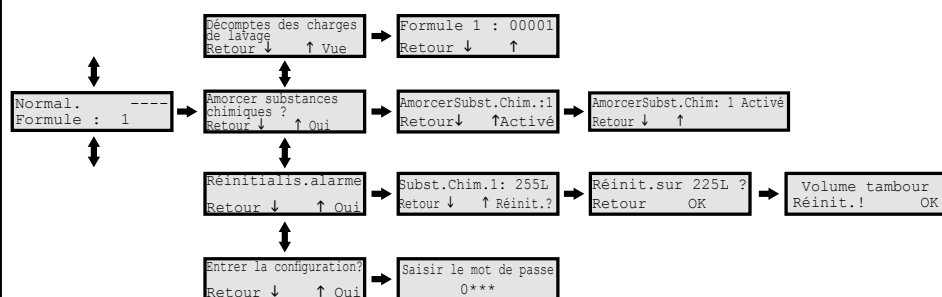 Décomptes des charges
de lavage
Retour ↓ ↑ Vue
Formule 1 : 00001
Retour ↓ ↑
Normal. ----
Formule : 1
Amorcer substances
chimiques ?
Retour ↓ ↑ Oui
AmorcerSubst.Chim.:1
Retour↓ ↑Activé
AmorcerSubst.Chim: 1 Activé
Retour ↓ ↑
Réinitialis.alarme
Retour ↓ ↑ Oui
Subst.Chim.1: 255L
Retour ↓ ↑ Réinit.?
Réinit.sur 225L ?
Retour OK
Volume tambour
Réinit.! OK
Entrer la configuration?
Retour ↓ ↑ Oui
Saisir le mot de passe
0***